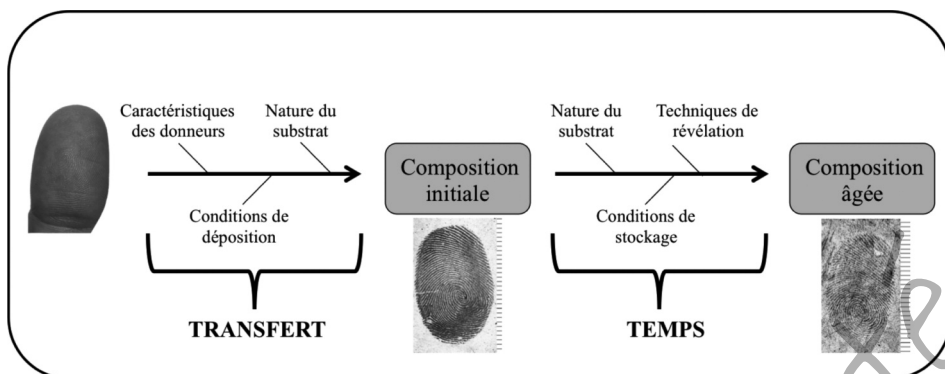 Caractéristiques
des donneurs
Nature du
substrat
Conditions de
déposition
TRANSFERT
Composition
initiale
Nature du
substrat
Techniques de
révélation
Conditions de
stockage
TEMPS
Composition
âgée